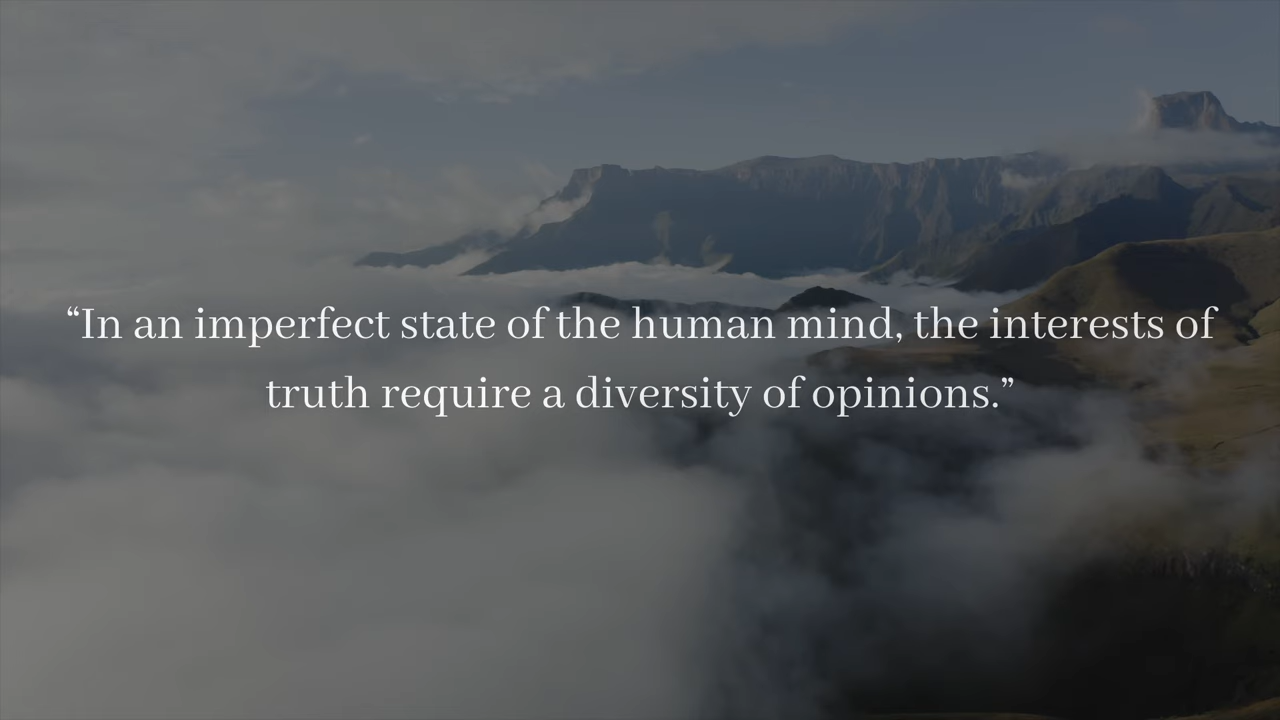 “In an imperfect state of the human mind, the interests of
truth require a diversity of opinions.”